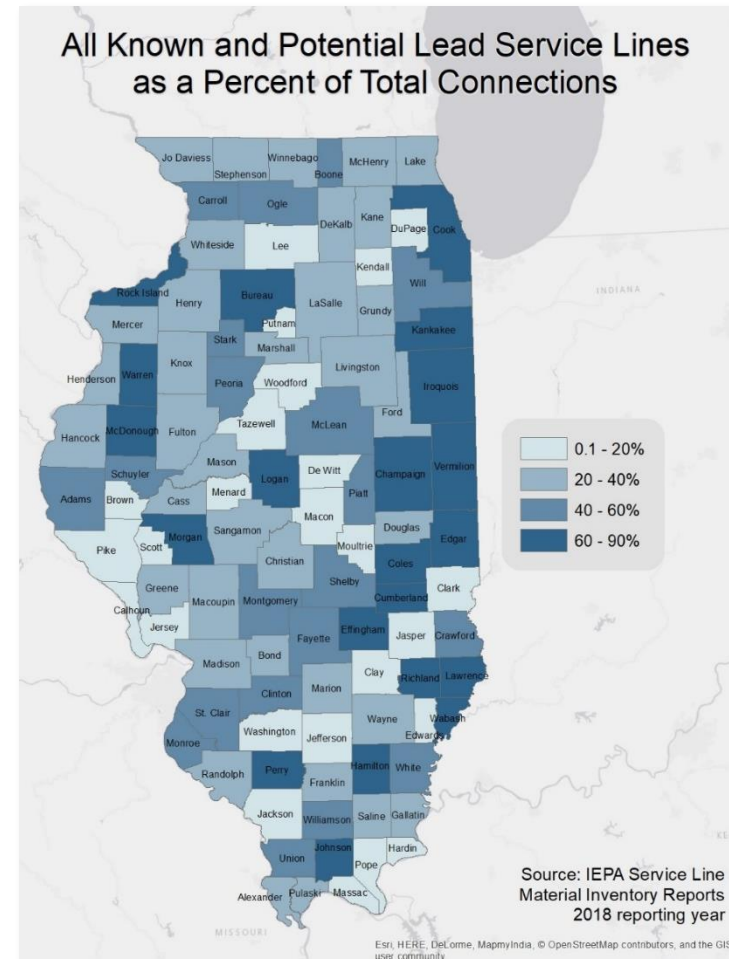 All Known and Potential Lead Service Lines
as a Percent of Total Connections
Jo Daviess
Stephenson
Winnebago
Boone
McHenry
Lake
Carroll
Ogle
DeKalb
Kane
Cook
DuPage
Whiteside
Lee
Kendall
Will
INDIANA
Rock Island
Henry
Bureau
LaSalle
Grundy
Putnam
Mercer
Kankakee
Stark
Marshall
Knox
Livingston
Warren
Henderson
Peoria
Woodford
Iroquois
Ford
Tazewell
McLean
McDonough
Fulton
Hancock
0.1 - 20%
20 - 40%
40 - 60%
60 - 90%
Mason
Vermilion
Schuyler
De Witt
Champaign
Logan
Adams
Piatt
Menard
Brown
Cass
Macon
Douglas
Sangamon
Morgan
Edgar
Moultrie
Scott
Pike
Christian
Coles
Shelby
Clark
Greene
Cumberland
Macoupin
Montgomery
Calhoun
Jersey
Effingham
Jasper
Crawford
Fayette
Bond
Madison
Clay
Lawrence
Richland
Marion
Clinton
St. Clair
Wayne
Wabash
Washington
Edwards
Jefferson
Monroe
Perry
Hamilton
White
Randolph
Franklin
Jackson
Williamson
Saline
Gallatin
Union
Johnson
Hardin
Pope
Alexander
Pulaski
Massac
MISSOURI
Source: IEPA Service Line
Material Inventory Reports
2018 reporting year
Esri, HERE, DeLorme, MapmyIndia, © OpenStreetMap contributors, and the GIS
user community